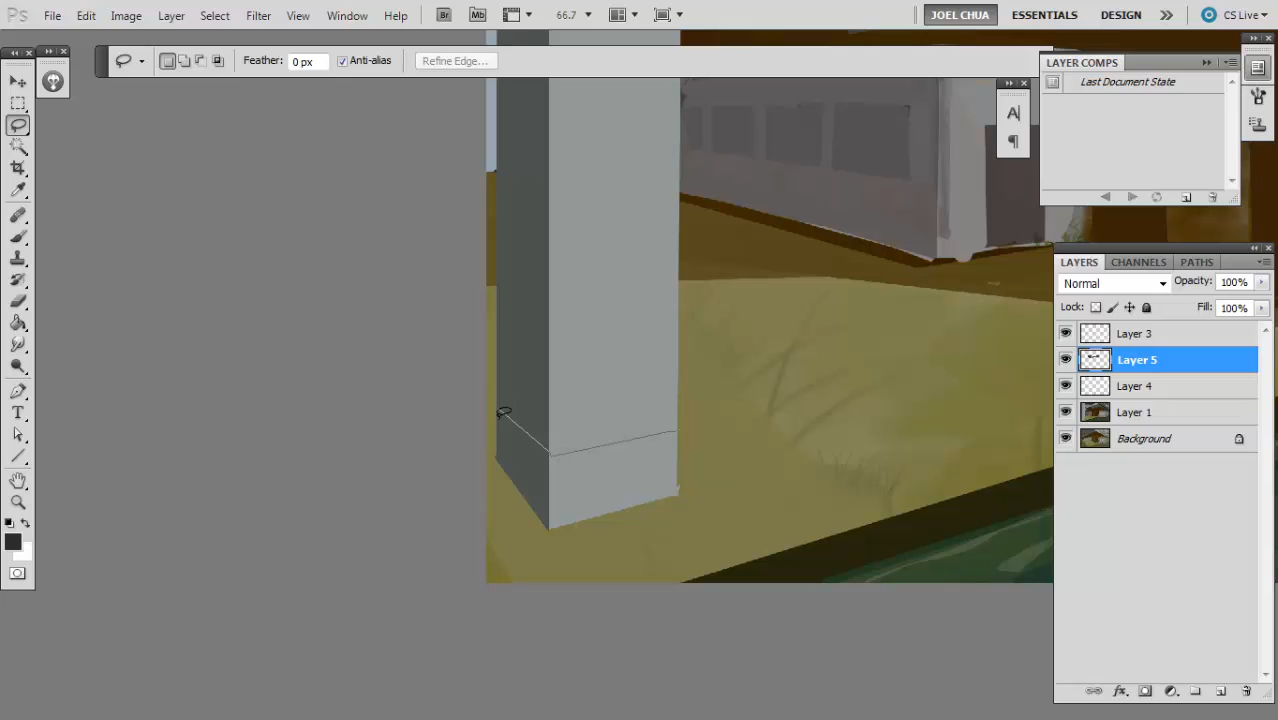 Ps File Edit Image Layer Select Filter View Window Help Br Mb 66.7 JOEL CHUA ESSENTIALS DESIGN CS Live
Feather: 0 px Anti-alias Refine Edge...
LAYER COMPS
Last Document State
A
LAYERS CHANNELS PATHS
Normal Opacity: 100%
Lock: Fill: 100%
Layer 3
Layer 5
Layer 4
Layer 1
Background
T
fx